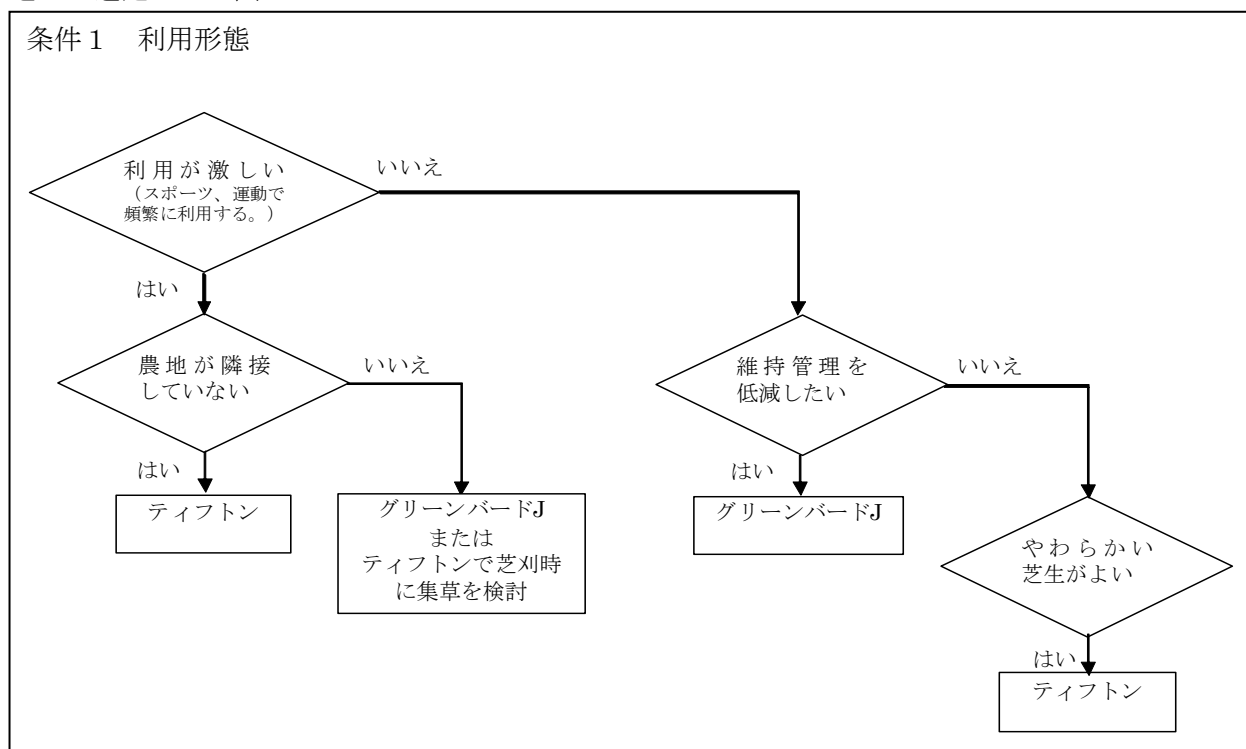 条件１　利用形態
利用が激しい
（スポーツ、運動で
頻繁に利用する。）
いいえ
はい
農地が隣接
していない
いいえ
維持管理を
低減したい
いいえ
はい
ティフトン
グリーンバードJ
または
ティフトンで芝刈時
に集草を検討
はい
グリーンバードJ
やわらかい
芝生がよい
はい
ティフトン